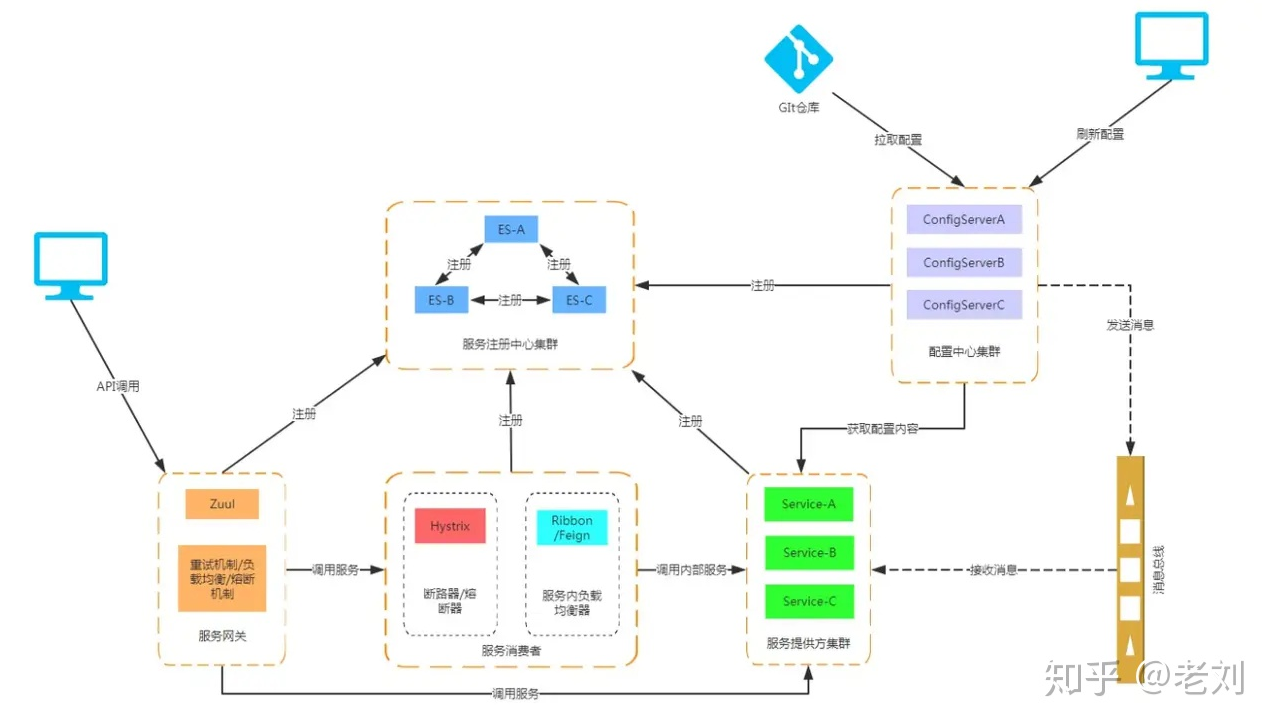 GIt仓库
拉取配置
刷新配置
ConfigServerA
ConfigServerB
ConfigServerC
配置中心集群
ES-A
注册
注册
ES-B
注册
ES-C
服务注册中心集群
注册
发送消息
API调用
注册
注册
注册
获取配置内容
Zuul
重试机制/负
载均衡/熔断
机制
服务网关
调用服务
Hystrix
断路器/熔
断器
Ribbon
/Feign
服务内负载
均衡器
服务消费者
调用内部服务
Service-A
Service-B
Service-C
服务提供方集群
接收消息
消息总线
调用服务
知乎 @老刘